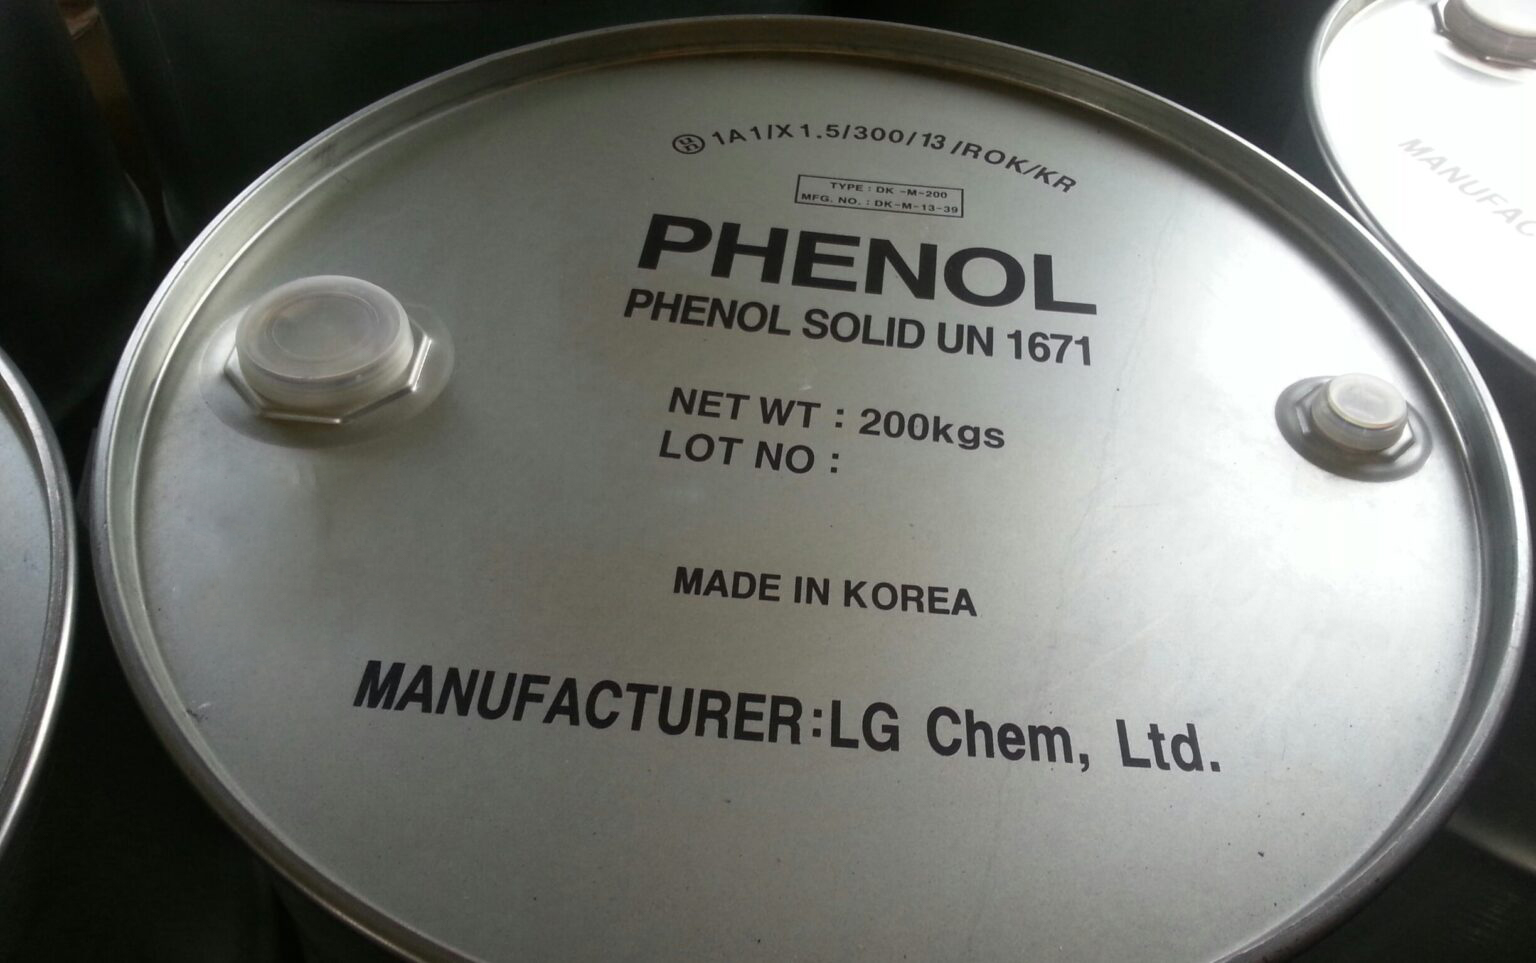 1A1/X1.5/300/13/ROK/KR
TYPE : DK -M-200
MFG. NO. : DK-M-13-39
PHENOL
PHENOL SOLID UN 1671
NET WT : 200kgs
LOT NO :
MADE IN KOREA
MANUFACTURER:LG Chem, Ltd.
MANUFAC